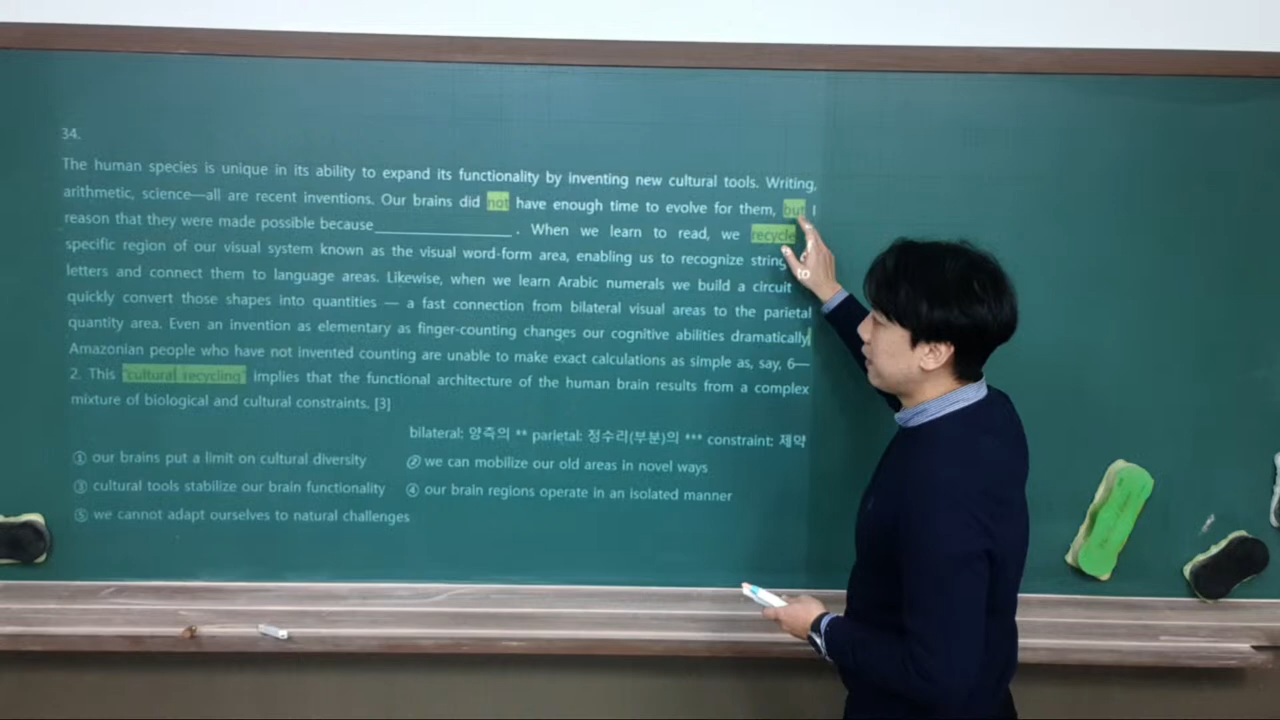 34.
The human species is unique in its ability to expand its functionality by inventing new cultural tools. Writing,
arithmetic, science—all are recent inventions. Our brains did not have enough time to evolve for them, but I
reason that they were made possible because_______________. When we learn to read, we recycle
specific region of our visual system known as the visual word-form area, enabling us to recognize string
letters and connect them to language areas. Likewise, when we learn Arabic numerals we build a circuit to
quickly convert those shapes into quantities — a fast connection from bilateral visual areas to the parietal
quantity area. Even an invention as elementary as finger-counting changes our cognitive abilities dramatically
Amazonian people who have not invented counting are unable to make exact calculations as simple as, say, 6—
2. This "cultural recycling" implies that the functional architecture of the human brain results from a complex
mixture of biological and cultural constraints. [3]
bilateral: 양측의 ** parietal: 정수리(부분)의 *** constraint: 제약
① our brains put a limit on cultural diversity
② we can mobilize our old areas in novel ways
③ cultural tools stabilize our brain functionality
④ our brain regions operate in an isolated manner
⑤ we cannot adapt ourselves to natural challenges